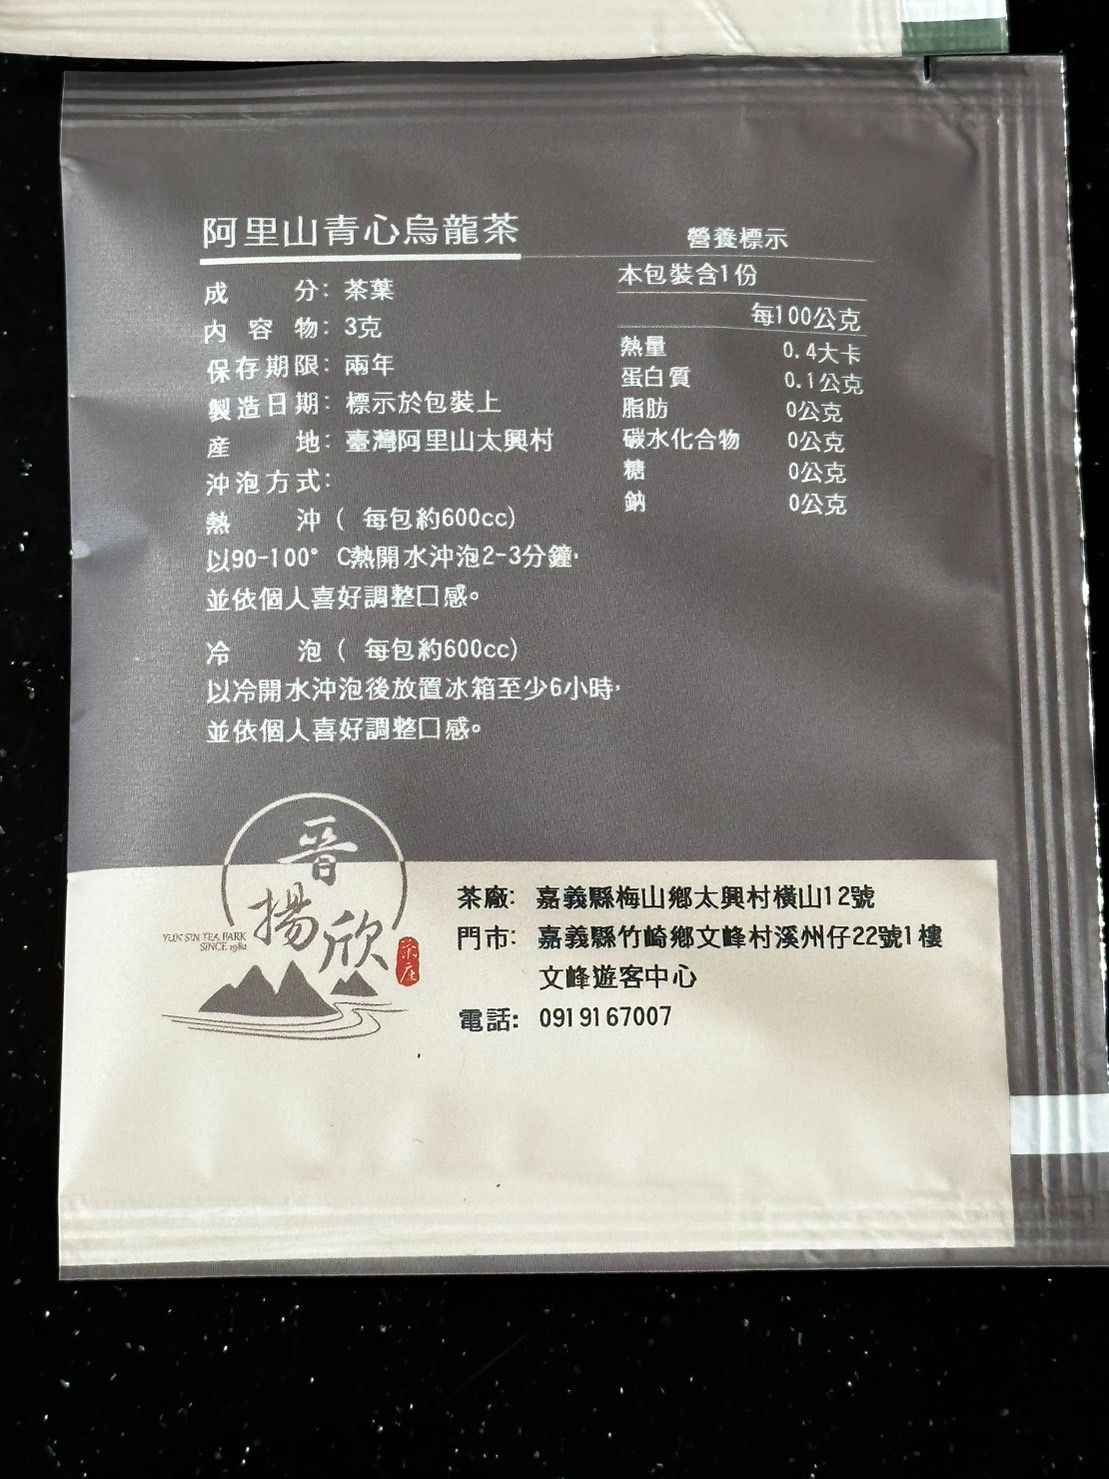 阿里山青心烏龍茶
成　　分：茶葉
內　容　物：3克
保存期限：兩年
製造日期：標示於包裝上
産　　地：臺灣阿里山太興村
沖泡方式：
熱　　沖（ 每包約600cc)
以90-100° C熱開水沖泡2-3分鐘，
並依個人喜好調整口感。
冷　　泡（ 每包約600cc)
以冷開水沖泡後放置冰箱至少6小時，
並依個人喜好調整口感。
營養標示
本包裝含1份
每100公克
熱量 0.4大卡
蛋白質 0.1公克
脂肪 0公克
碳水化合物 0公克
糖 0公克
鈉 0公克
晋
揚
欣
茶庄
YUN SIN TEA PARK
SINCE 1980
茶廠：嘉義縣梅山鄉太興村橫山12號
門市：嘉義縣竹崎鄉文峰村溪州仔22號1樓
文峰遊客中心
電話：0919167007